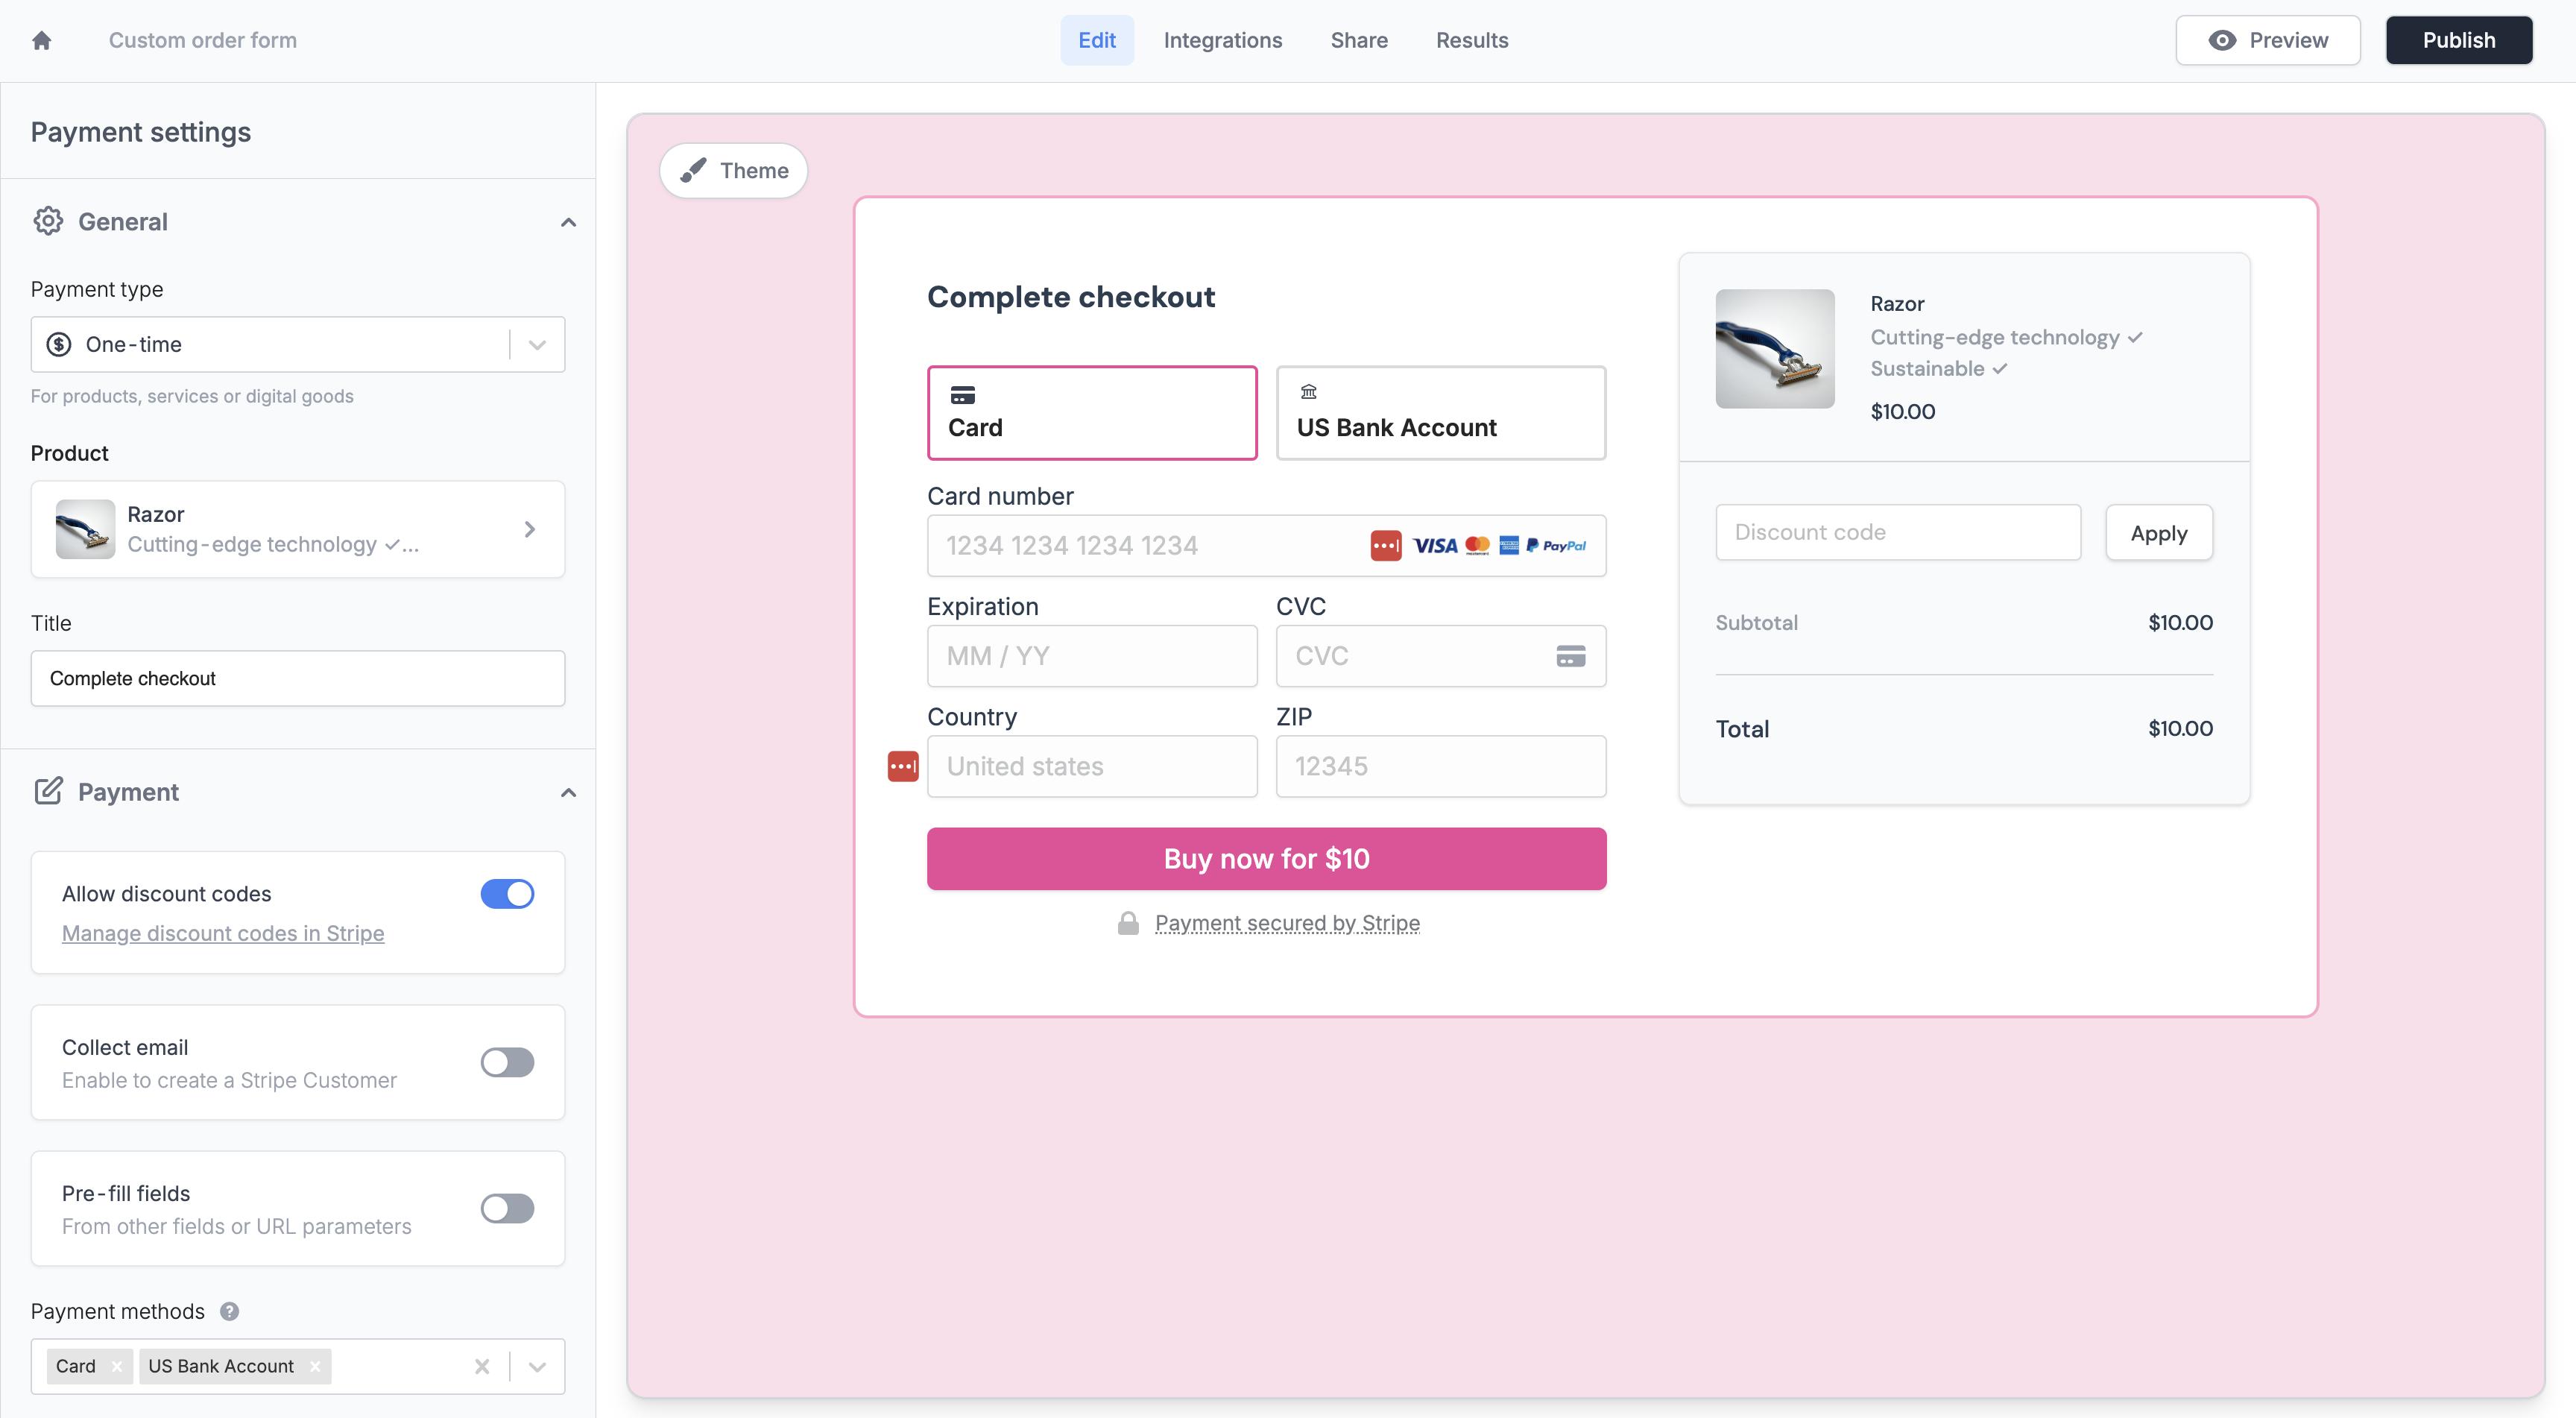 Custom order form
Edit
Integrations
Share
Results
Preview
Publish
Payment settings
General
Payment type
One-time
For products, services or digital goods
Product
Razor
Cutting-edge technology ✓...
Title
Complete checkout
Payment
Allow discount codes
Manage discount codes in Stripe
Collect email
Enable to create a Stripe Customer
Pre-fill fields
From other fields or URL parameters
Payment methods ?
Card × US Bank Account ×
Theme
Complete checkout
Card
US Bank Account
Card number
1234 1234 1234 1234
VISA
PayPal
Expiration
CVC
MM / YY
CVC
Country
ZIP
United states
12345
Buy now for $10
Payment secured by Stripe
Razor
Cutting-edge technology ✓
Sustainable ✓
$10.00
Discount code
Apply
Subtotal
$10.00
Total
$10.00